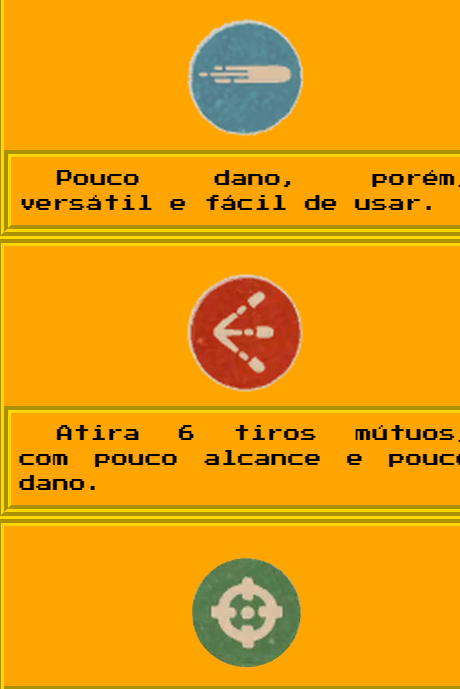 Pouco dano, porém,
versátil e fácil de usar.
Atira 6 tiros mútuos,
com pouco alcance e pouco
dano.